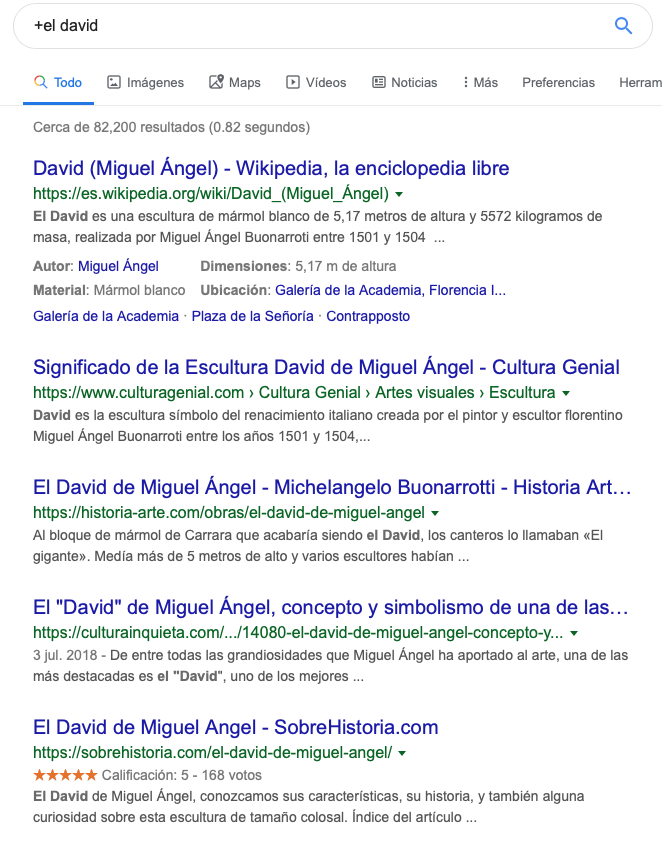 +el david
Todo Imágenes Maps Vídeos Noticias Más Preferencias Herram
Cerca de 82,200 resultados (0.82 segundos)
David (Miguel Ángel) - Wikipedia, la enciclopedia libre
https://es.wikipedia.org/wiki/David_(Miguel_Ángel)
El David es una escultura de mármol blanco de 5,17 metros de altura y 5572 kilogramos de
masa, realizada por Miguel Ángel Buonarroti entre 1501 y 1504 ...
Autor: Miguel Ángel Dimensiones: 5,17 m de altura
Material: Mármol blanco Ubicación: Galería de la Academia, Florencia I...
Galería de la Academia · Plaza de la Señoría · Contrapposto
Significado de la Escultura David de Miguel Ángel - Cultura Genial
https://www.culturagenial.com › Cultura Genial › Artes visuales › Escultura
David es la escultura símbolo del renacimiento italiano creada por el pintor y escultor florentino
Miguel Ángel Buonarroti entre los años 1501 y 1504,...
El David de Miguel Ángel - Michelangelo Buonarrotti - Historia Art...
https://historia-arte.com/obras/el-david-de-miguel-angel
Al bloque de mármol de Carrara que acabaría siendo el David, los canteros lo llamaban «El
gigante». Medía más de 5 metros de alto y varios escultores habían ...
El "David" de Miguel Ángel, concepto y simbolismo de una de las...
https://culturainquieta.com/.../14080-el-david-de-miguel-angel-concepto-y...
3 jul. 2018 - De entre todas las grandiosidades que Miguel Ángel ha aportado al arte, una de las
más destacadas es el "David", uno de los mejores ...
El David de Miguel Angel - SobreHistoria.com
https://sobrehistoria.com/el-david-de-miguel-angel/
Calificación: 5 - 168 votos
El David de Miguel Ángel, conozcamos sus características, su historia, y también alguna
curiosidad sobre esta escultura de tamaño colosal. Índice del artículo ...